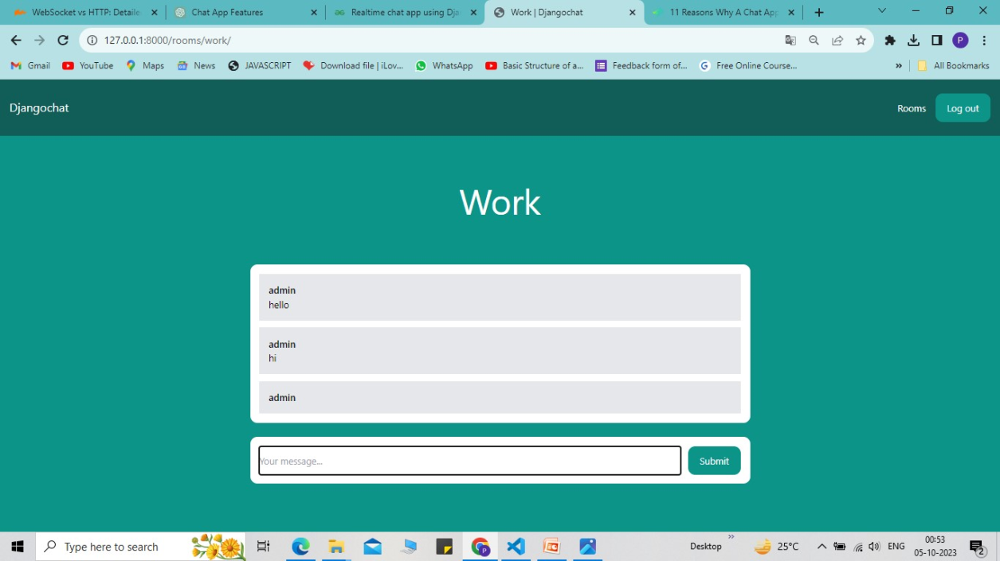 WebSocket vs HTTP: Detaile
Chat App Features
Realtime chat app using Dja
Work | Djangochat
11 Reasons Why A Chat App
127.0.0.1:8000/rooms/work/
P
Gmail
YouTube
Maps
News
JAVASCRIPT
Download file | iLov...
WhatsApp
Basic Structure of a...
Feedback form of...
Free Online Course...
All Bookmarks
Djangochat
Rooms
Log out
Work
admin
hello
admin
hi
admin
Your message...
Submit
Type here to search
Desktop
25°C
ENG
00:53
05-10-2023
2